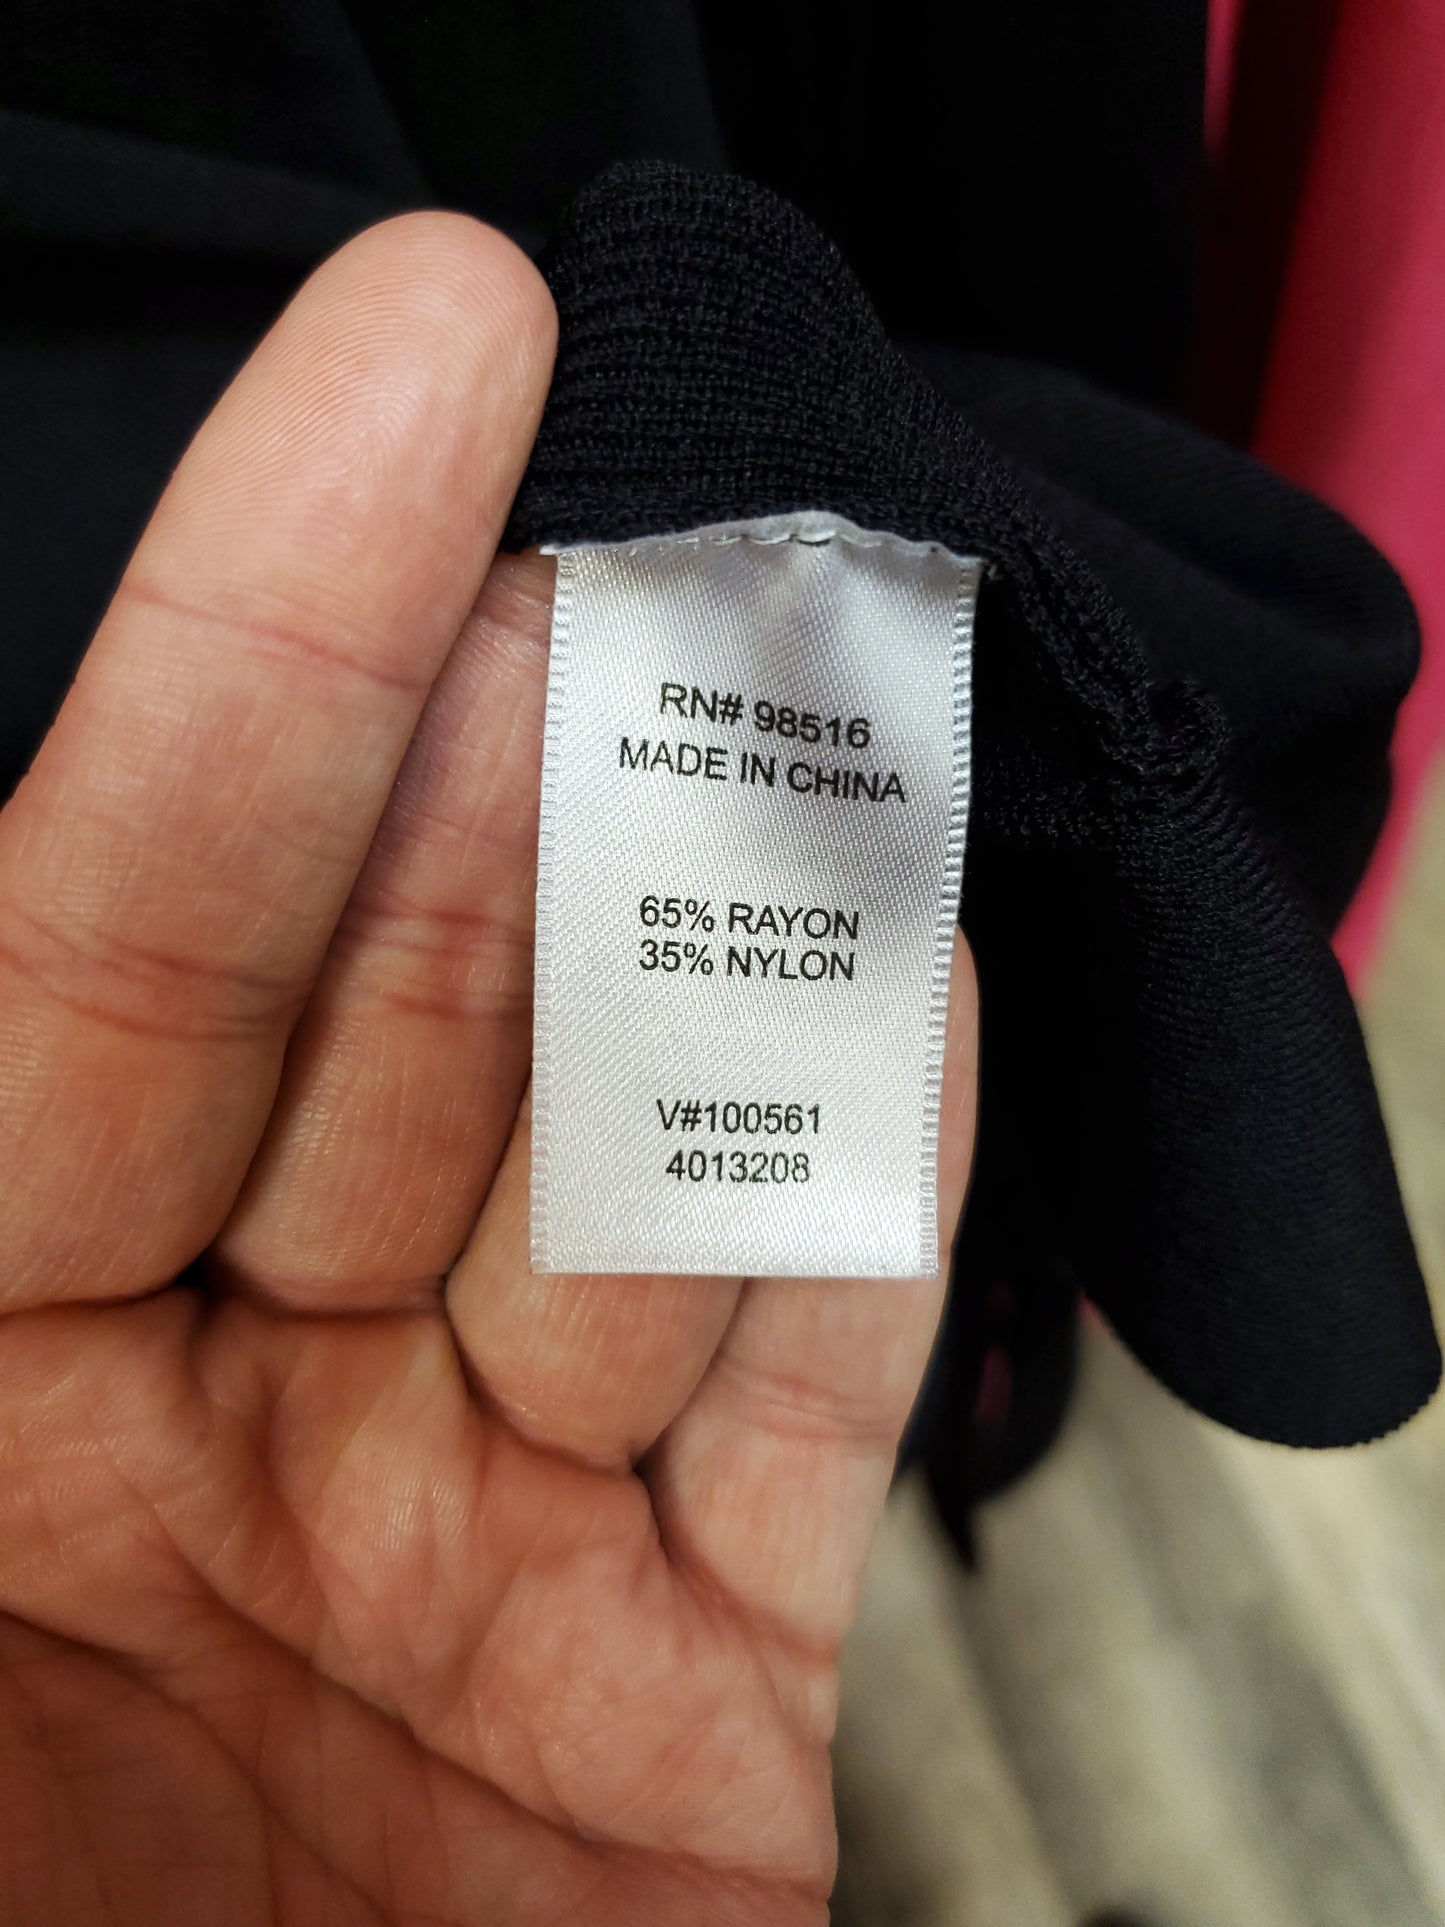 RN# 98516
MADE IN CHINA
65% RAYON
35% NYLON
V#100561
4013208